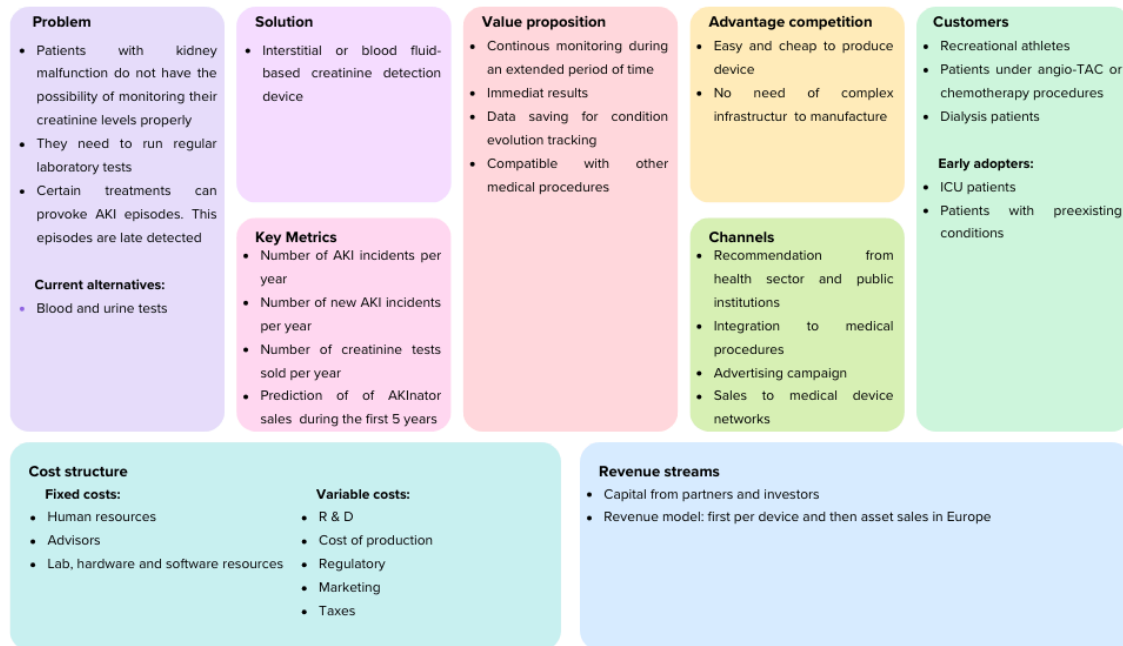 Problem
• Patients with kidney
malfunction do not have the
possibility of monitoring their
creatinine levels properly
• They need to run regular
laboratory tests
• Certain treatments can
provoke AKI episodes. This
episodes are late detected
Current alternatives:
• Blood and urine tests
Solution
• Interstitial or blood fluid-
based creatinine detection
device
Key Metrics
• Number of AKI incidents per
year
• Number of new AKI incidents
per year
• Number of creatinine tests
sold per year
• Prediction of of AKInator
sales during the first 5 years
Value proposition
• Continous monitoring during
an extended period of time
• Immediat results
• Data saving for condition
evolution tracking
• Compatible with other
medical procedures
Advantage competition
• Easy and cheap to produce
device
• No need of complex
infrastructur to manufacture
Channels
• Recommendation from
health sector and public
institutions
• Integration to medical
procedures
• Advertising campaign
• Sales to medical device
networks
Customers
• Recreational athletes
• Patients under angio-TAC or
chemotherapy procedures
• Dialysis patients
Early adopters:
• ICU patients
• Patients with preexisting
conditions
Cost structure
Fixed costs:
• Human resources
• Advisors
• Lab, hardware and software resources
Variable costs:
• R & D
• Cost of production
• Regulatory
• Marketing
• Taxes
Revenue streams
• Capital from partners and investors
• Revenue model: first per device and then asset sales in Europe